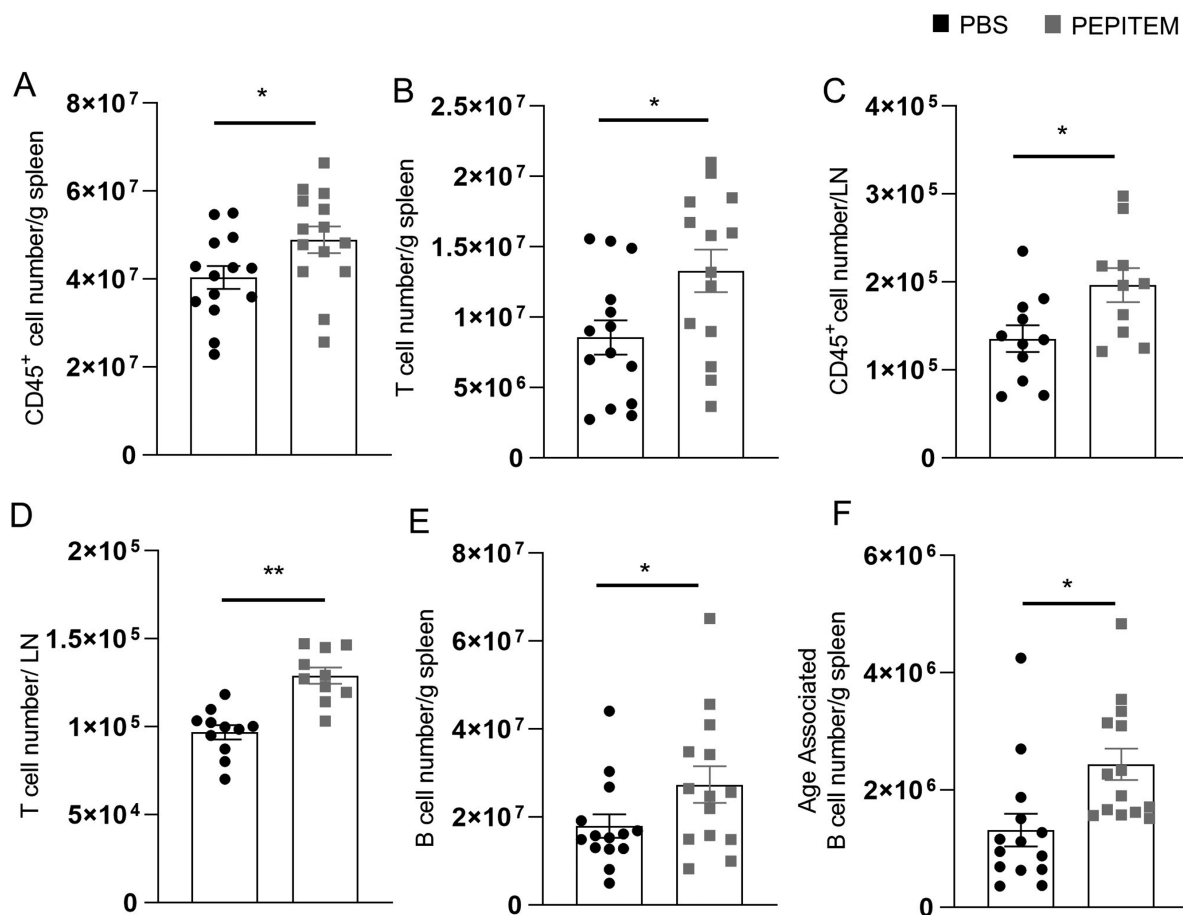 PBS PEPITEM
A
CD45⁺ cell number/g spleen
8×10⁷
6×10⁷
4×10⁷
2×10⁷
0
*
B
T cell number/g spleen
2.5×10⁷
2×10⁷
1.5×10⁷
1×10⁷
5×10⁶
0
*
C
CD45⁺ cell number/LN
4×10⁵
3×10⁵
2×10⁵
1×10⁵
0
*
D
T cell number/ LN
2×10⁵
1.5×10⁵
1×10⁵
5×10⁴
0
**
E
B cell number/g spleen
8×10⁷
6×10⁷
4×10⁷
2×10⁷
0
*
F
Age Associated
B cell number/g spleen
6×10⁶
4×10⁶
2×10⁶
0
*